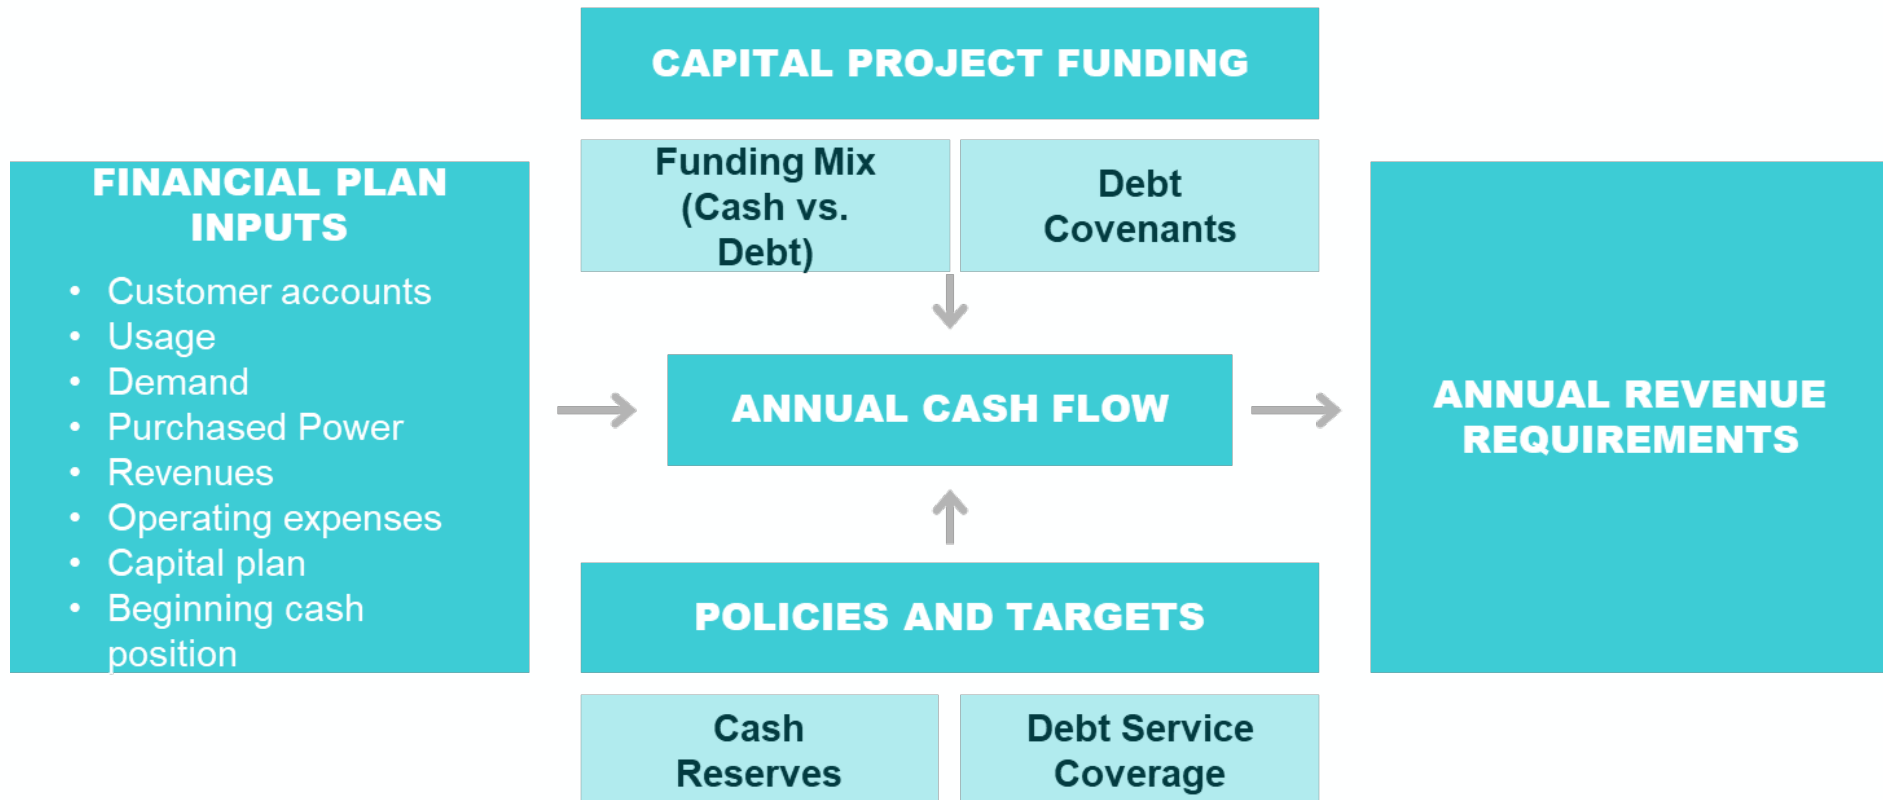 CAPITAL PROJECT FUNDING
Funding Mix
(Cash vs.
Debt)
Debt
Covenants
FINANCIAL PLAN
INPUTS
• Customer accounts
• Usage
• Demand
• Purchased Power
• Revenues
• Operating expenses
• Capital plan
• Beginning cash
position
ANNUAL CASH FLOW
ANNUAL REVENUE
REQUIREMENTS
POLICIES AND TARGETS
Cash
Reserves
Debt Service
Coverage